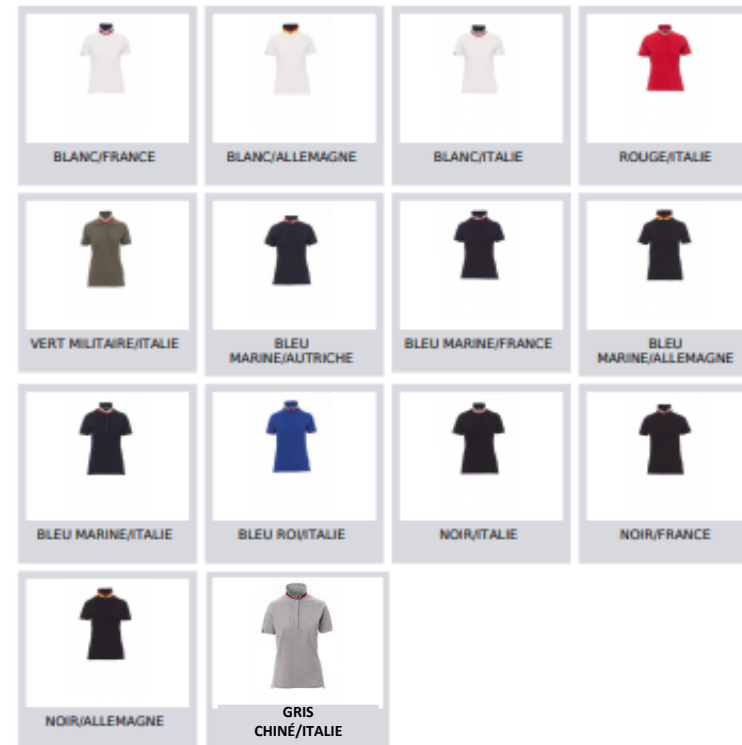 BLANC/FRANCE
BLANC/ALLEMAGNE
BLANC/ITALIE
ROUGE/ITALIE
VERT MILITAIRE/ITALIE
BLEU
MARINE/AUTRICHE
BLEU MARINE/FRANCE
BLEU
MARINE/ALLEMAGNE
BLEU MARINE/ITALIE
BLEU ROI/ITALIE
NOIR/ITALIE
NOIR/FRANCE
NOIR/ALLEMAGNE
GRIS
CHINÉ/ITALIE